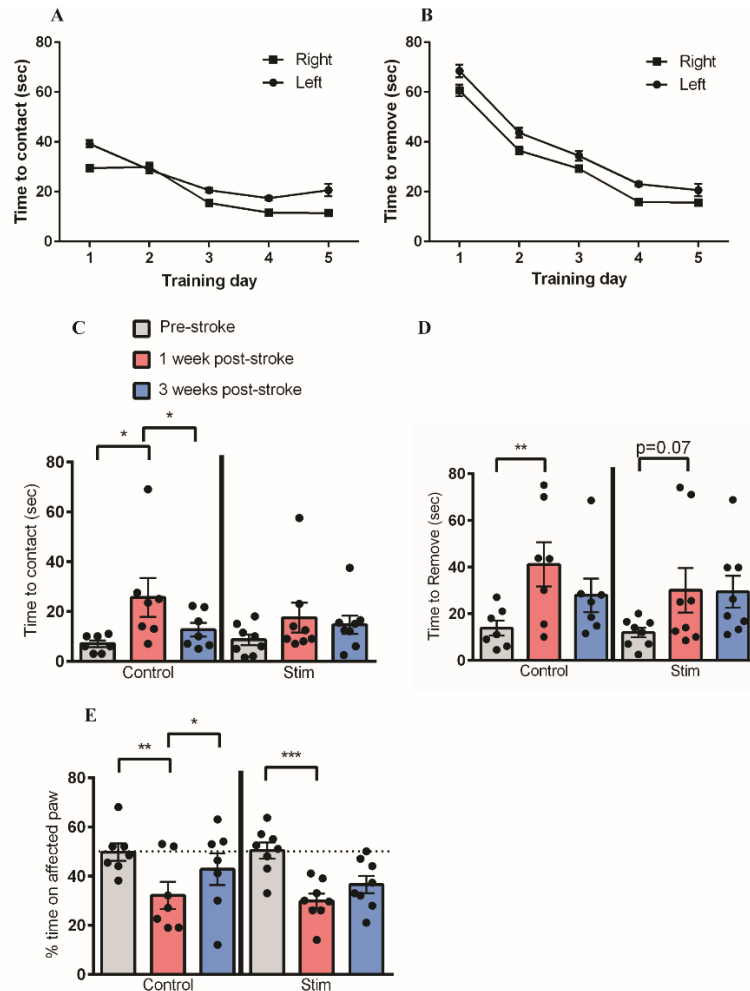 A
Time to contact (sec)
80
60
40
20
0
Right
Left
1 2 3 4 5
Training day
B
Time to remove (sec)
80
60
40
20
0
Right
Left
1 2 3 4 5
Training day
C
Pre-stroke
1 week post-stroke
3 weeks post-stroke
* *
Time to contact (sec)
80
60
40
20
0
Control Stim
D
** p=0.07
Time to Remove (sec)
80
60
40
20
0
Control Stim
E
** * ***
% time on affected paw
80
60
40
20
0
Control Stim